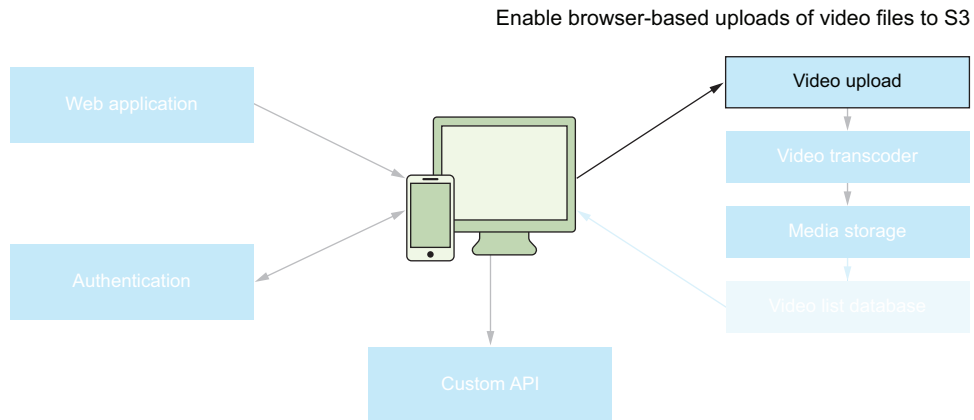 Enable browser-based uploads of video files to S3
Video upload
Web application
Video transcoder
Media storage
Authentication
Video list database
Custom API